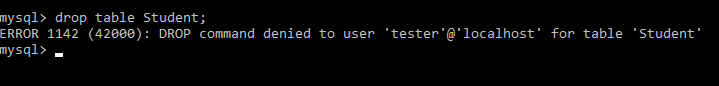 mysql> drop table Student;
ERROR 1142 (42000): DROP command denied to user 'tester'@'localhost' for table 'Student'
mysql> _